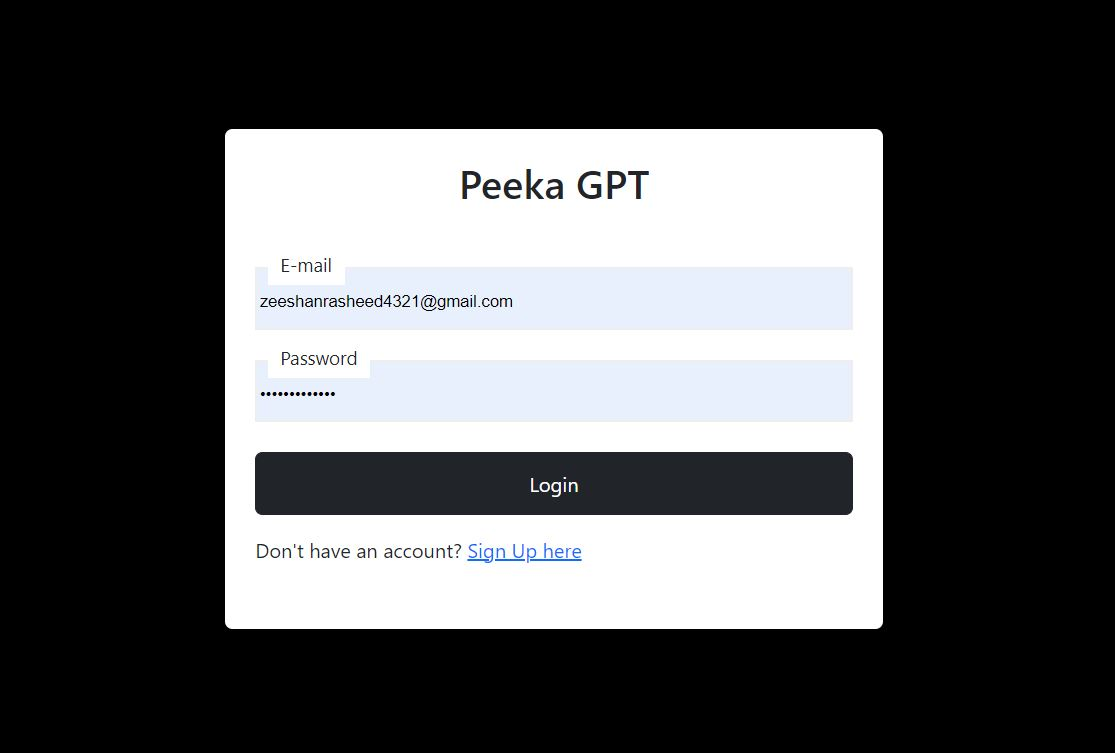 Peeka GPT
E-mail
zeeshanrasheed4321@gmail.com
Password
•••••••••••••
Login
Don't have an account? Sign Up here